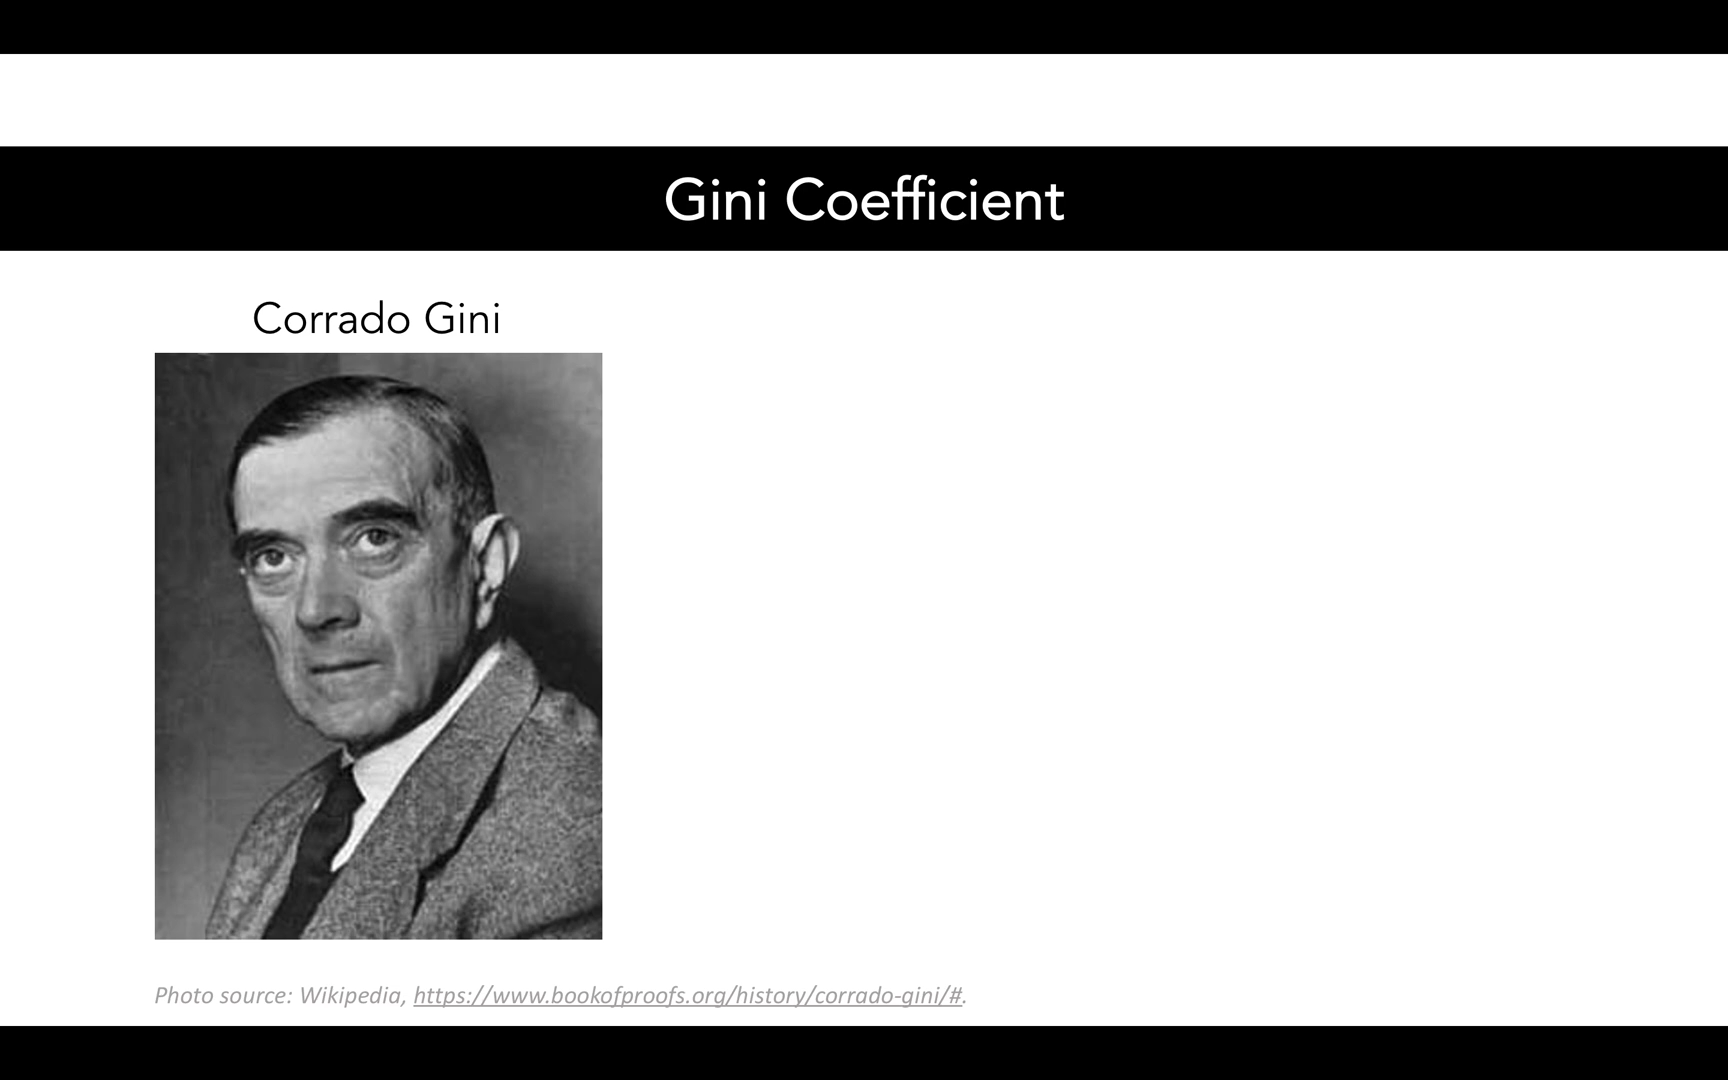 Gini Coefficient
Corrado Gini
Photo source: Wikipedia, https://www.bookofproofs.org/history/corrado-gini/#.